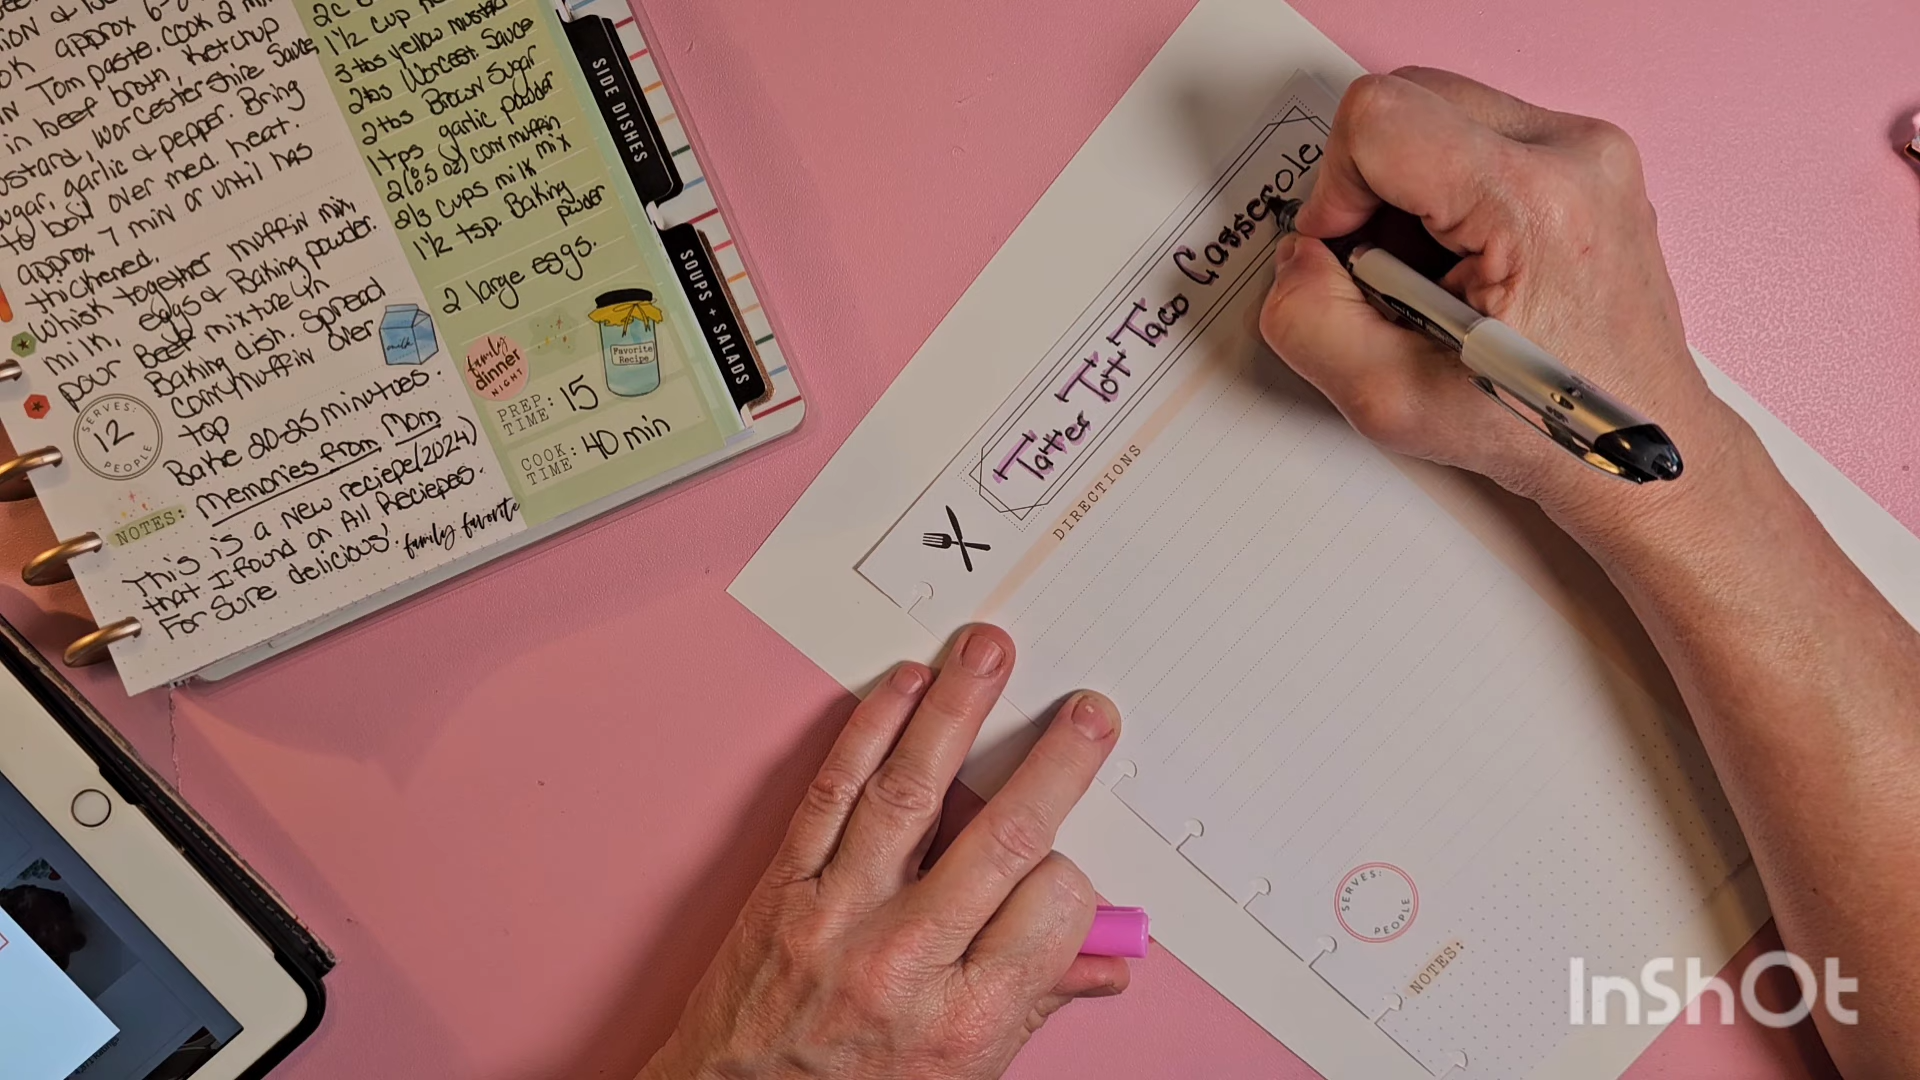 approx 6-8
Tom paste. Cook 2 min
in beef broth, ketchup
Worcestershire sauce,
sugar, garlic & pepper. Bring
to boil over med. heat.
approx 7 min or until has
thickened.
Whisk together muffin mix,
milk, eggs & Baking powder.
pour Beef mixture in
Baking dish. Spread
cornmuffin over
top
Bake 20-25 minutes.
SERVES:
12
PEOPLE
milk
NOTES:
Memories from Mom
This is a new reciepe (2024)
that I found on All Reciepes.
For sure delicious!
family favorite
1 1/2 cup
3 tbs yellow mustard
2 tbs Worcest. Sauce
2 tbs Brown Sugar
1 tps garlic powder
2 (8.5 oz) corn muffin
mix
2/3 cups milk
1 1/2 tsp. Baking
powder
2 large eggs.
family
dinner
NIGHT
Favorite
Recipe
PREP
TIME: 15
COOK
TIME: 40 min
SIDE DISHES
SOUPS + SALADS
Tater Tot Taco Casserole
DIRECTIONS
SERVES:
PEOPLE
NOTES:
InShOt